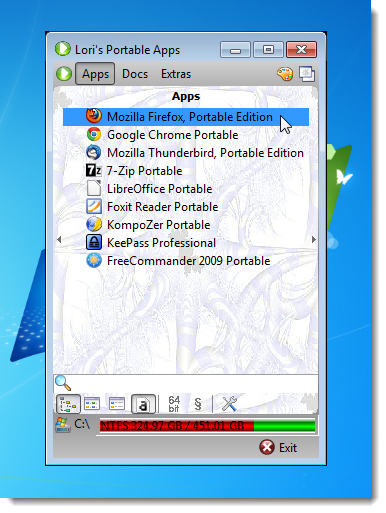 Lori's Portable Apps
Apps Docs Extras
Apps
Mozilla Firefox, Portable Edition
Google Chrome Portable
Mozilla Thunderbird, Portable Edition
7z 7-Zip Portable
LibreOffice Portable
Foxit Reader Portable
KompoZer Portable
KeePass Professional
FreeCommander 2009 Portable
a 64 bit §
C:\ NTFS 324.97 GB / 451.01 GB
Exit